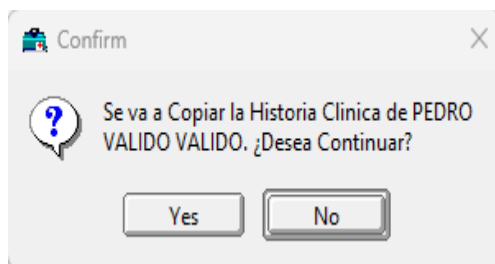 Confirm
Se va a Copiar la Historia Clinica de PEDRO
VALIDO VALIDO. ¿Desea Continuar?
Yes
No